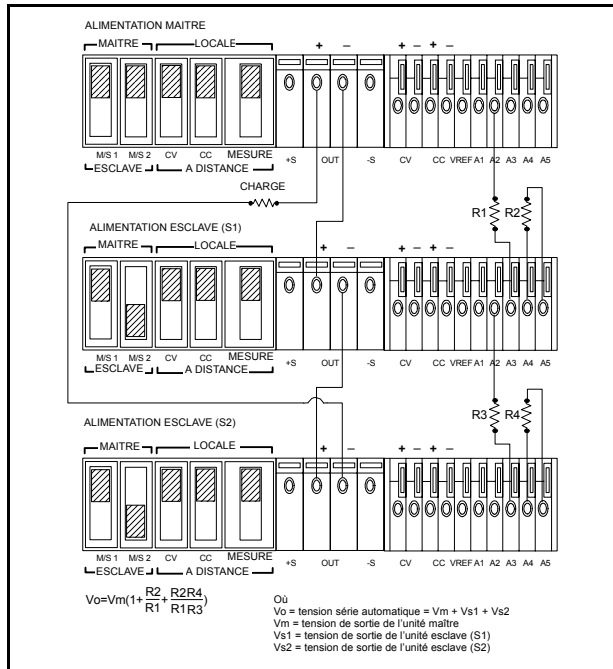 ALIMENTATION MAITRE
MAITRE LOCALE
+ − + − + −
M/S 1 M/S 2 CV CC MESURE +S OUT -S CV CC VREF A1 A2 A3 A4 A5
ESCLAVE A DISTANCE
CHARGE
R1 R2
ALIMENTATION ESCLAVE (S1)
MAITRE LOCALE
+ − + − + −
M/S 1 M/S 2 CV CC MESURE +S OUT -S CV CC VREF A1 A2 A3 A4 A5
ESCLAVE A DISTANCE
R3 R4
ALIMENTATION ESCLAVE (S2)
MAITRE LOCALE
+ − + − + −
M/S 1 M/S 2 CV CC MESURE +S OUT -S CV CC VREF A1 A2 A3 A4 A5
ESCLAVE A DISTANCE
Vo=Vm(1+R2/R1+R2R4/R1R3)
Où
Vo = tension série automatique = Vm + Vs1 + Vs2
Vm = tension de sortie de l'unité maître
Vs1 = tension de sortie de l'unité esclave (S1)
Vs2 = tension de sortie de l'unité esclave (S2)